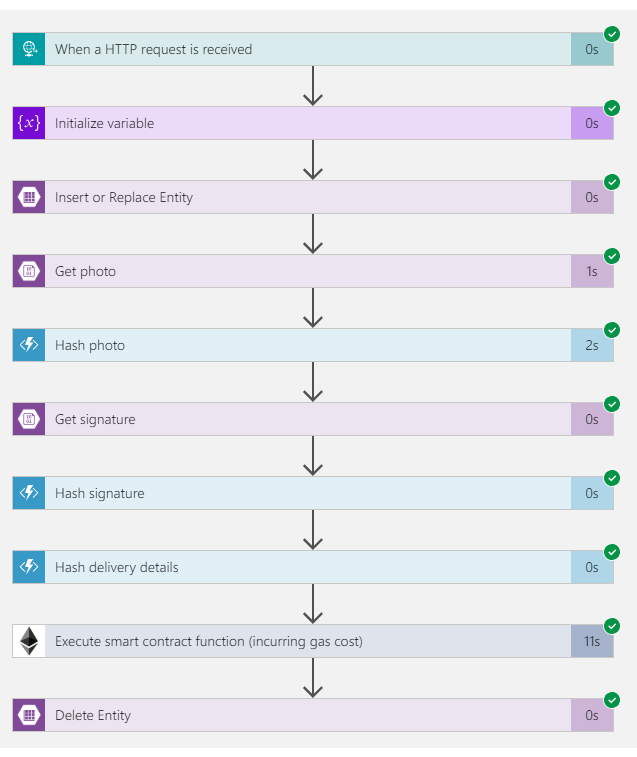 When a HTTP request is received 0s
{x} Initialize variable 0s
Insert or Replace Entity 0s
Get photo 1s
Hash photo 2s
Get signature 0s
Hash signature 0s
Hash delivery details 0s
Execute smart contract function (incurring gas cost) 11s
Delete Entity 0s